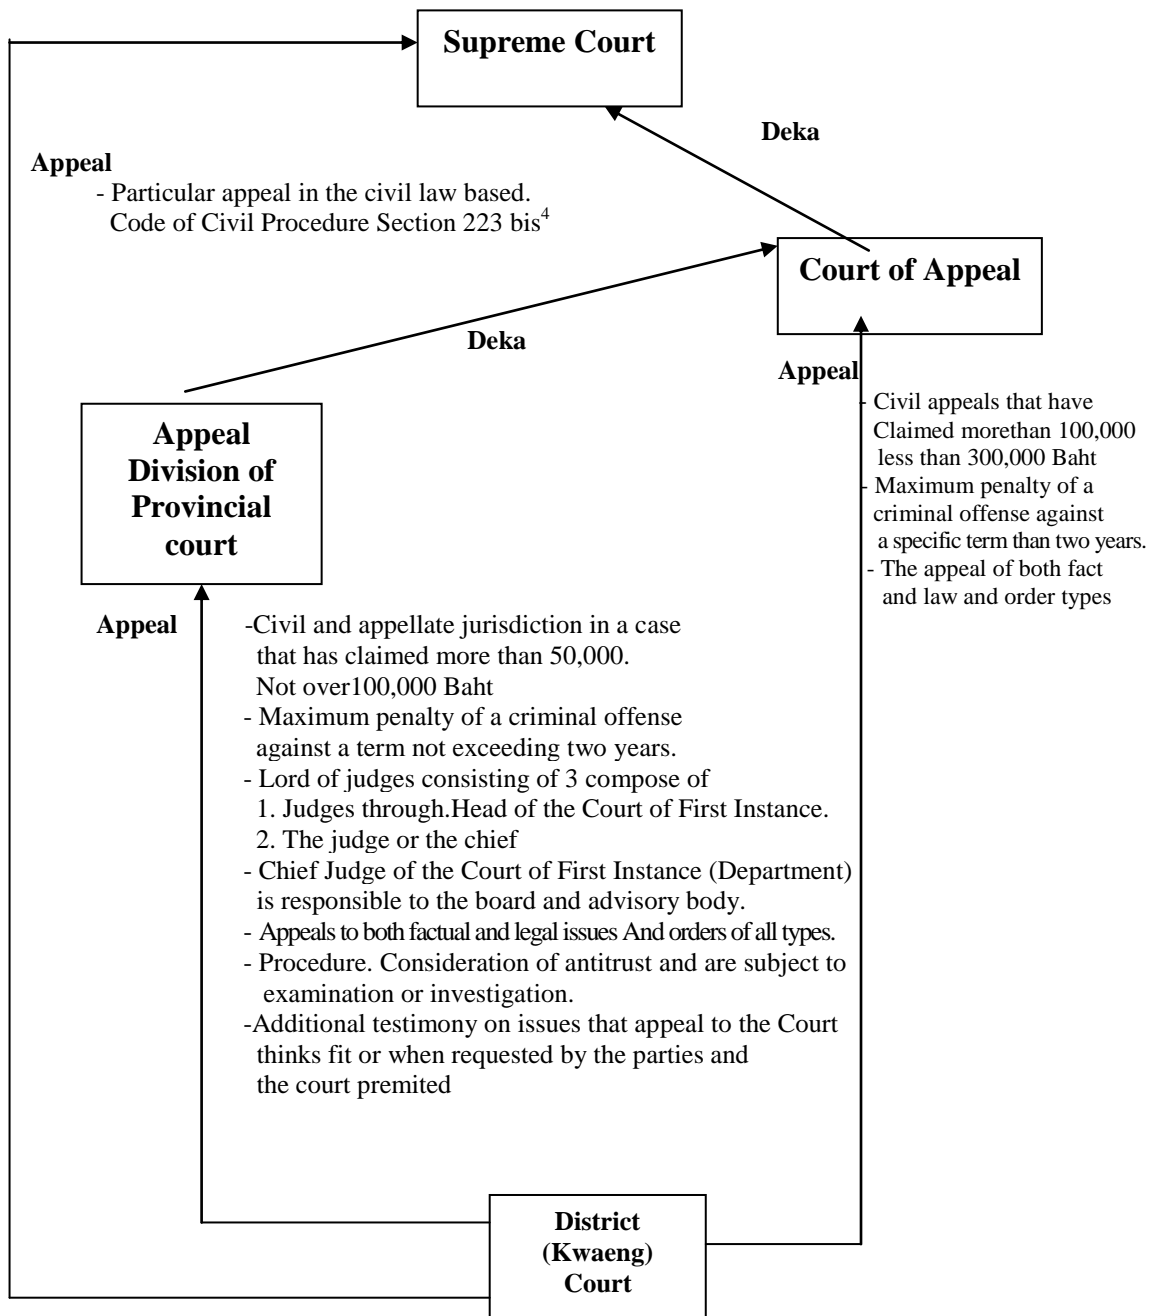 Supreme Court
Deka
Appeal
- Particular appeal in the civil law based.
Code of Civil Procedure Section 223 bis4
Court of Appeal
Deka
Appeal
- Civil appeals that have
Claimed morethan 100,000
less than 300,000 Baht
- Maximum penalty of a
criminal offense against
a specific term than two years.
- The appeal of both fact
and law and order types
Appeal
Division of
Provincial
court
Appeal
-Civil and appellate jurisdiction in a case
that has claimed more than 50,000.
Not over100,000 Baht
- Maximum penalty of a criminal offense
against a term not exceeding two years.
- Lord of judges consisting of 3 compose of
1. Judges through.Head of the Court of First Instance.
2. The judge or the chief
- Chief Judge of the Court of First Instance (Department)
is responsible to the board and advisory body.
- Appeals to both factual and legal issues And orders of all types.
- Procedure. Consideration of antitrust and are subject to
examination or investigation.
-Additional testimony on issues that appeal to the Court
thinks fit or when requested by the parties and
the court premited
District
(Kwaeng)
Court